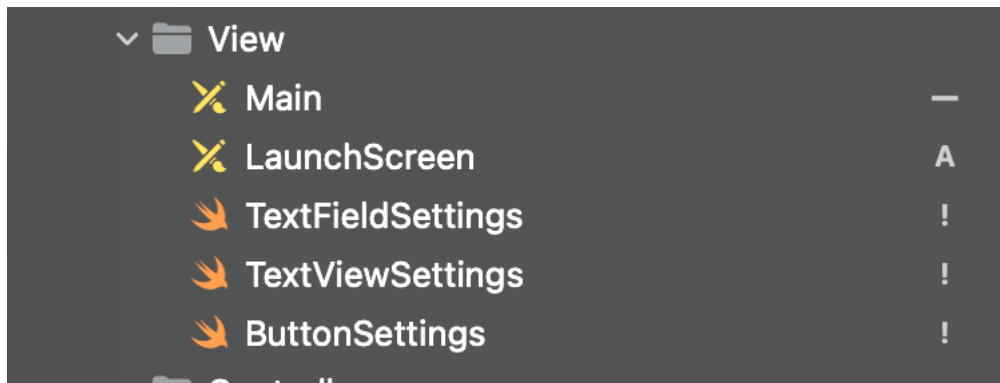 View
Main —
LaunchScreen A
TextFieldSettings !
TextViewSettings !
ButtonSettings !